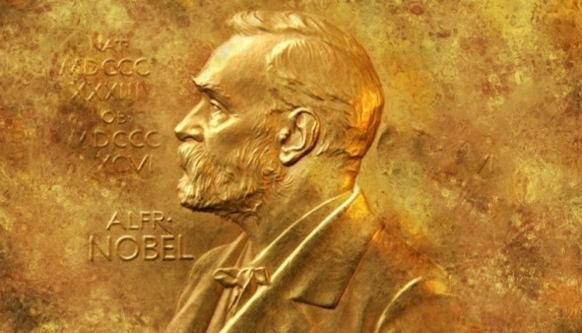 NAT·
MDCCC
XXXIII
OB·
MDCCC
XCVI
ALFR·
NOBEL